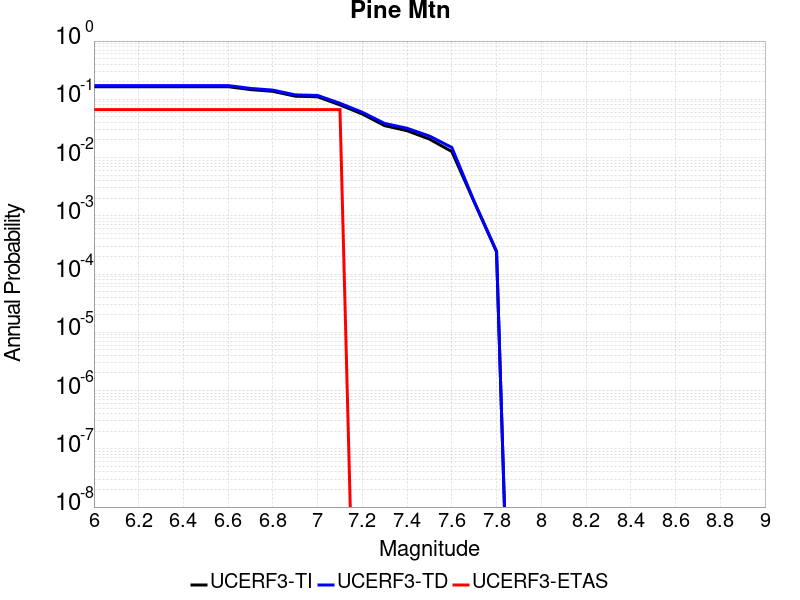 Pine Mtn
10^0
10^-1
10^-2
10^-3
10^-4
10^-5
10^-6
10^-7
10^-8
Annual Probability
6 6.2 6.4 6.6 6.8 7 7.2 7.4 7.6 7.8 8 8.2 8.4 8.6 8.8 9
Magnitude
UCERF3-TI UCERF3-TD UCERF3-ETAS